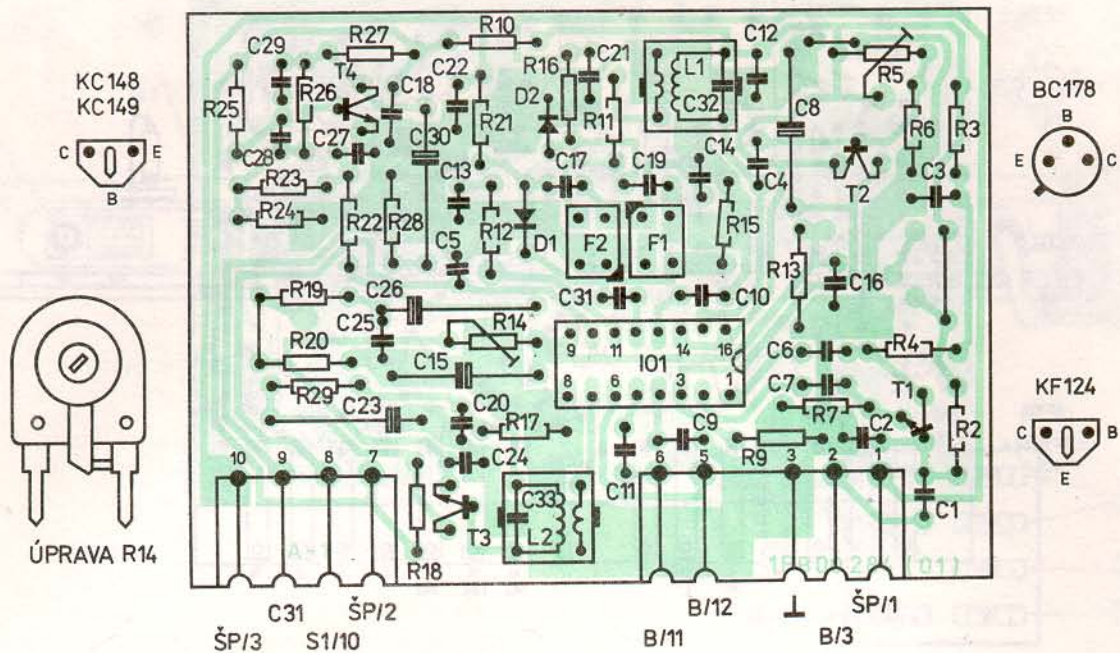 KC148
KC149
C
E
B
ÚPRAVA R14
C29
R27
R10
C21
C12
T4
C18
C22
R16
L1
R5
R25
R26
D2
R11
C32
C8
R6
R3
C27
C30
R21
C28
C13
C17
C19
C14
C4
T2
C3
R23
R24
R22
R28
C5
R12
D1
F2
F1
R15
R13
C16
R19
C26
C31
C10
C25
R14
R20
C15
9
11
14
16
IO1
8
6
3
1
C6
R4
C7
R29
T1
C23
C20
R17
C9
R7
C2
R2
R9
C24
C11
10
9
8
7
6
5
3
2
1
C33
L2
T3
C1
R18
1PB00284(01)
ŠP/3
C31
S1/10
ŠP/2
B/11
B/12
B/3
ŠP/1
BC178
B
E
C
KF124
C
B
E